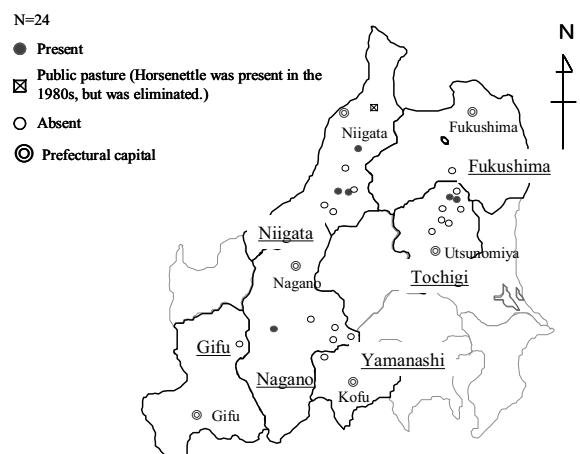 N=24
Present
Public pasture (Horsenettle was present in the
1980s, but was eliminated.)
Absent
Prefectural capital
N
Niigata
Fukushima
Fukushima
Niigata
Utsunomiya
Nagano
Tochigi
Gifu
Yamanashi
Nagano
Kofu
Gifu